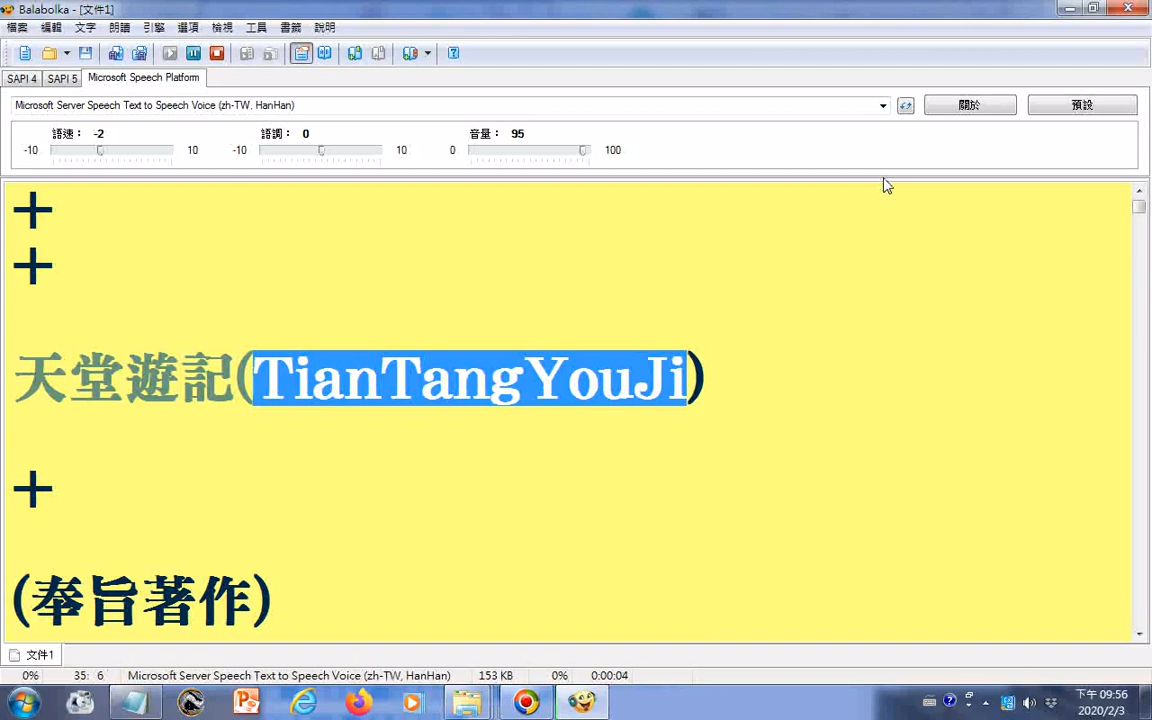 Balabolka - [文件1]
檔案 編輯 文字 朗讀 引擎 選項 檢視 工具 書籤 說明
SAPI 4 SAPI 5 Microsoft Speech Platform
Microsoft Server Speech Text to Speech Voice (zh-TW, HanHan) 關於 預設
語速： -2 語調： 0 音量： 95
-10 10 -10 10 0 100
+
+
天堂遊記(TianTangYouJi)
+
(奉旨著作)
文件1
0% 35: 6 Microsoft Server Speech Text to Speech Voice (zh-TW, HanHan) 153 KB 0% 0:00:04
下午 09:56
2020/2/3